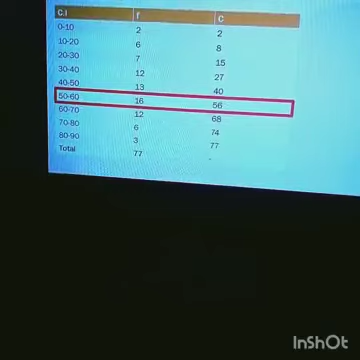 C.I f C
0-10 2 2
10-20 6 8
20-30 7 15
30-40 12 27
40-50 13 40
50-60 16 56
60-70 12 68
70-80 6 74
80-90 3 77
Total 77 -
InShOt